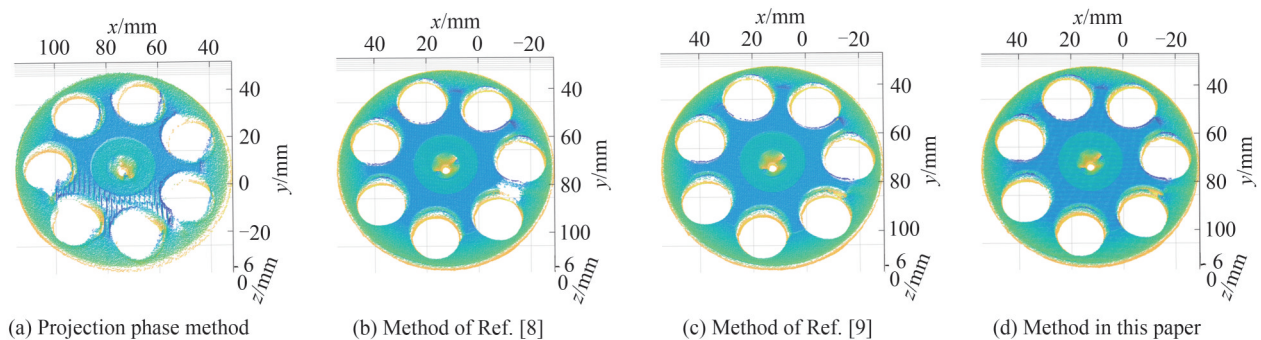 x/mm
100 80 60 40
40
20
0
−20
y/mm
6
0
z/mm
(a) Projection phase method
x/mm
40 20 0 −20
40
60
80
100
y/mm
6
0
z/mm
(b) Method of Ref. [8]
x/mm
40 20 0 −20
40
60
80
100
y/mm
6
0
z/mm
(c) Method of Ref. [9]
x/mm
40 20 0 −20
40
60
80
100
y/mm
6
0
z/mm
(d) Method in this paper